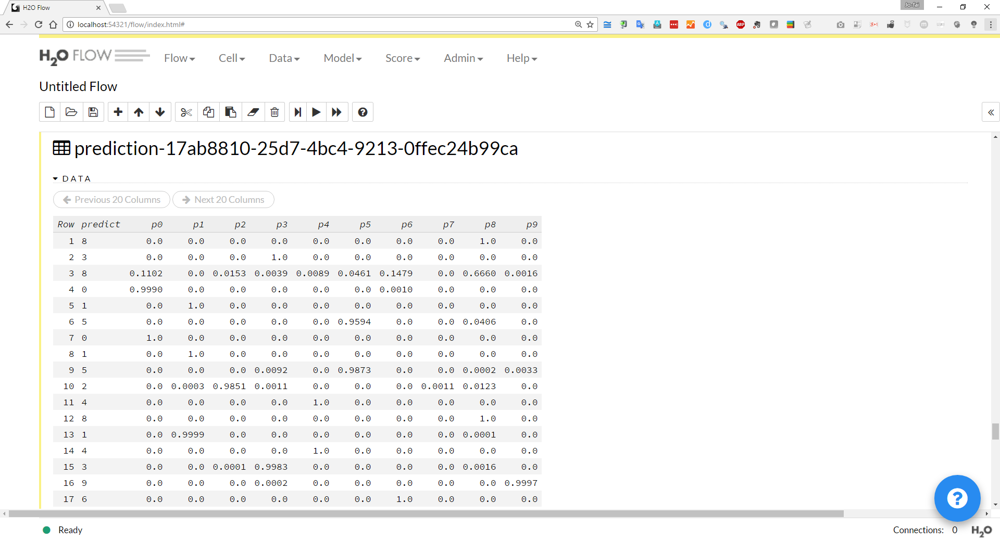 H2O Flow
Jo-fai
localhost:54321/flow/index.html#
H2O FLOW Flow Cell Data Model Score Admin Help
Untitled Flow
prediction-17ab8810-25d7-4bc4-9213-0ffec24b99ca
DATA
Previous 20 Columns Next 20 Columns
Row predict p0 p1 p2 p3 p4 p5 p6 p7 p8 p9
1 8 0.0 0.0 0.0 0.0 0.0 0.0 0.0 0.0 1.0 0.0
2 3 0.0 0.0 0.0 1.0 0.0 0.0 0.0 0.0 0.0 0.0
3 8 0.1102 0.0 0.0153 0.0039 0.0089 0.0461 0.1479 0.0 0.6660 0.0016
4 0 0.9990 0.0 0.0 0.0 0.0 0.0 0.0010 0.0 0.0 0.0
5 1 0.0 1.0 0.0 0.0 0.0 0.0 0.0 0.0 0.0 0.0
6 5 0.0 0.0 0.0 0.0 0.0 0.9594 0.0 0.0 0.0406 0.0
7 0 1.0 0.0 0.0 0.0 0.0 0.0 0.0 0.0 0.0 0.0
8 1 0.0 1.0 0.0 0.0 0.0 0.0 0.0 0.0 0.0 0.0
9 5 0.0 0.0 0.0 0.0092 0.0 0.9873 0.0 0.0 0.0002 0.0033
10 2 0.0 0.0003 0.9851 0.0011 0.0 0.0 0.0 0.0011 0.0123 0.0
11 4 0.0 0.0 0.0 0.0 1.0 0.0 0.0 0.0 0.0 0.0
12 8 0.0 0.0 0.0 0.0 0.0 0.0 0.0 0.0 1.0 0.0
13 1 0.0 0.9999 0.0 0.0 0.0 0.0 0.0 0.0 0.0001 0.0
14 4 0.0 0.0 0.0 0.0 1.0 0.0 0.0 0.0 0.0 0.0
15 3 0.0 0.0 0.0001 0.9983 0.0 0.0 0.0 0.0 0.0016 0.0
16 9 0.0 0.0 0.0 0.0002 0.0 0.0 0.0 0.0 0.0 0.9997
17 6 0.0 0.0 0.0 0.0 0.0 0.0 1.0 0.0 0.0 0.0
Ready Connections: 0 H2O